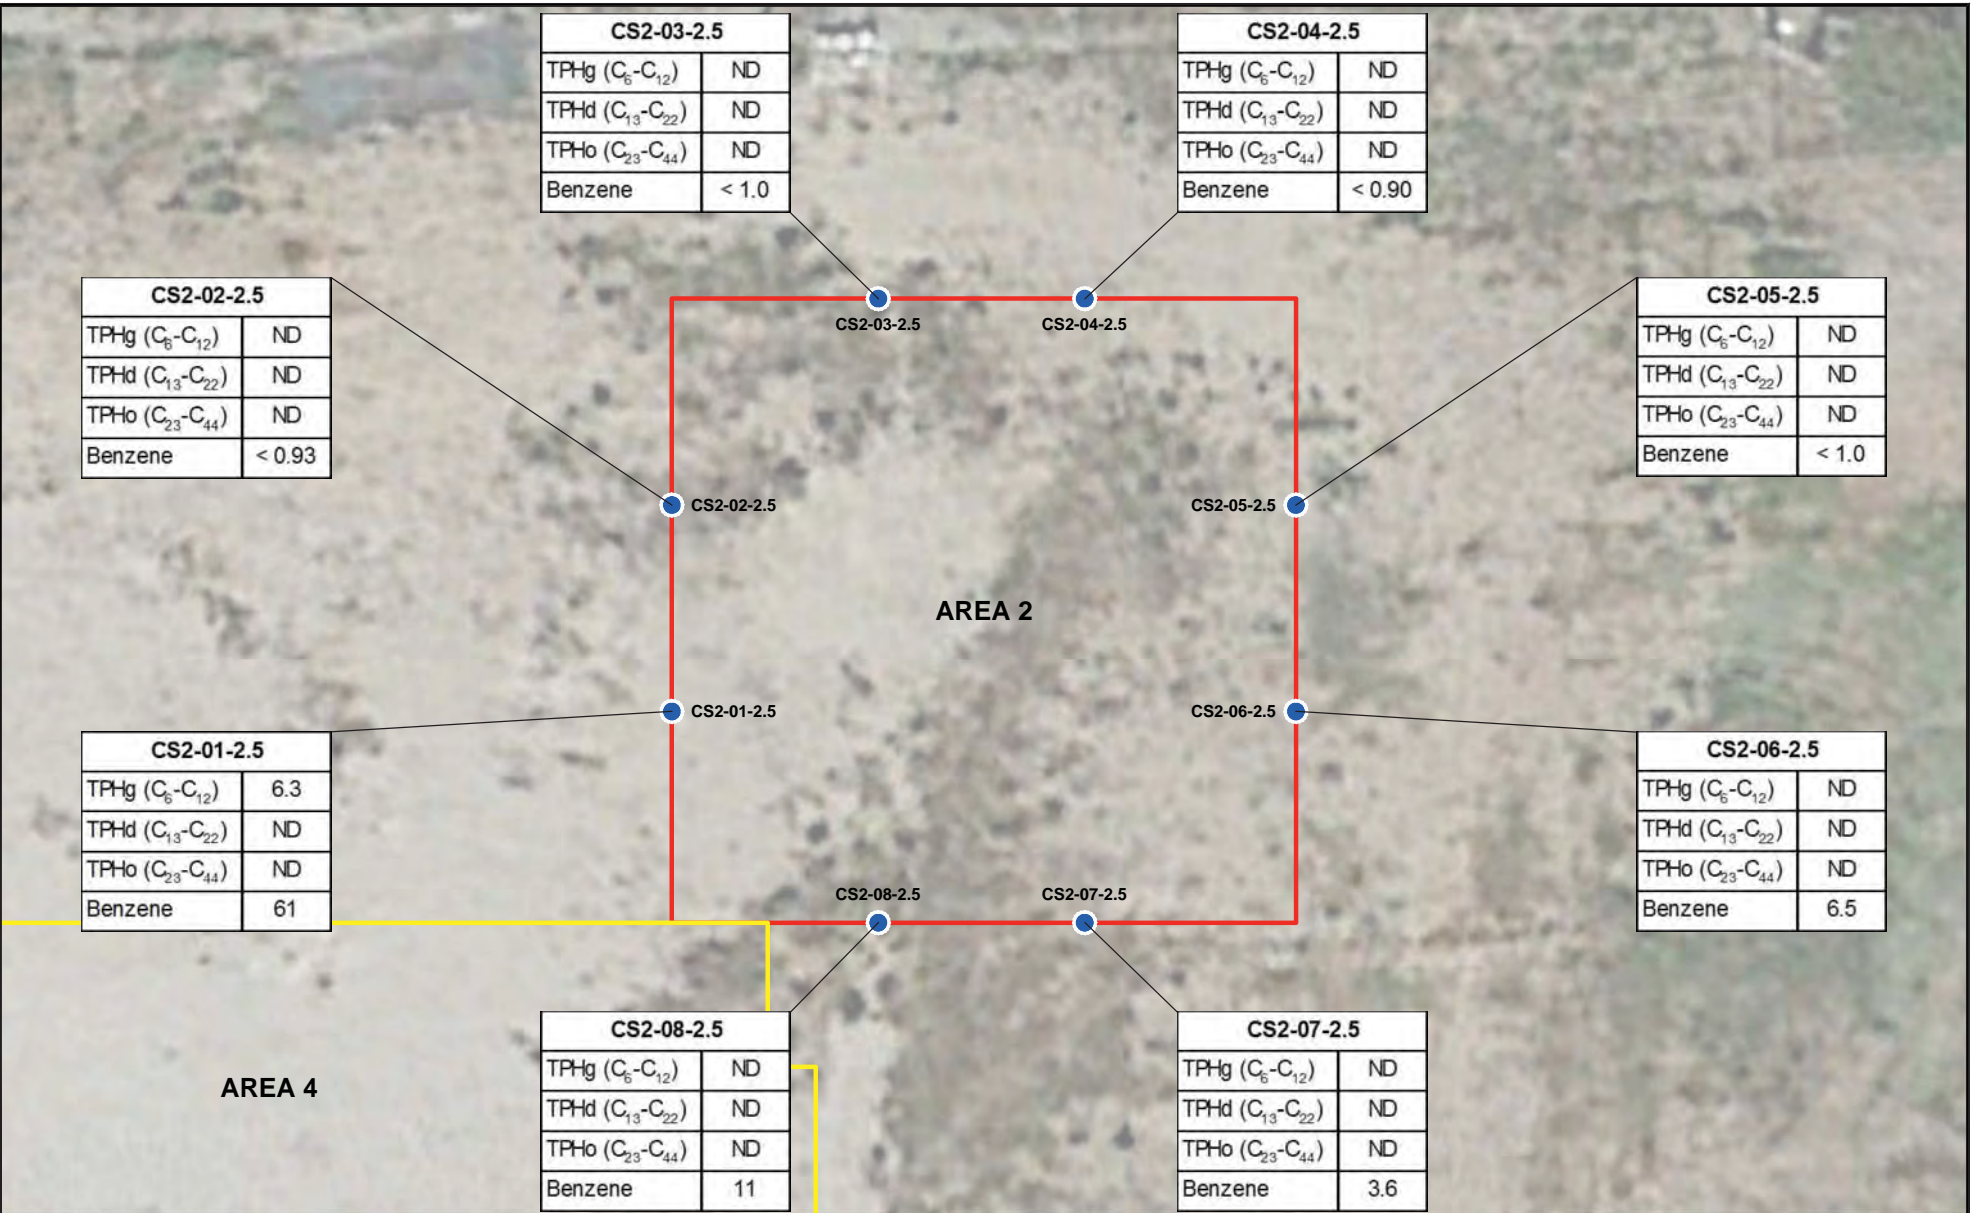 CS2-03-2.5
TPHg (C₆-C₁₂) ND
TPHd (C₁₃-C₂₂) ND
TPHo (C₂₃-C₄₄) ND
Benzene < 1.0
CS2-04-2.5
TPHg (C₆-C₁₂) ND
TPHd (C₁₃-C₂₂) ND
TPHo (C₂₃-C₄₄) ND
Benzene < 0.90
CS2-02-2.5
TPHg (C₆-C₁₂) ND
TPHd (C₁₃-C₂₂) ND
TPHo (C₂₃-C₄₄) ND
Benzene < 0.93
CS2-03-2.5
CS2-04-2.5
CS2-05-2.5
TPHg (C₆-C₁₂) ND
TPHd (C₁₃-C₂₂) ND
TPHo (C₂₃-C₄₄) ND
Benzene < 1.0
CS2-02-2.5
CS2-05-2.5
AREA 2
CS2-01-2.5
CS2-06-2.5
CS2-01-2.5
TPHg (C₆-C₁₂) 6.3
TPHd (C₁₃-C₂₂) ND
TPHo (C₂₃-C₄₄) ND
Benzene 61
CS2-06-2.5
TPHg (C₆-C₁₂) ND
TPHd (C₁₃-C₂₂) ND
TPHo (C₂₃-C₄₄) ND
Benzene 6.5
CS2-08-2.5
CS2-07-2.5
AREA 4
CS2-08-2.5
TPHg (C₆-C₁₂) ND
TPHd (C₁₃-C₂₂) ND
TPHo (C₂₃-C₄₄) ND
Benzene 11
CS2-07-2.5
TPHg (C₆-C₁₂) ND
TPHd (C₁₃-C₂₂) ND
TPHo (C₂₃-C₄₄) ND
Benzene 3.6